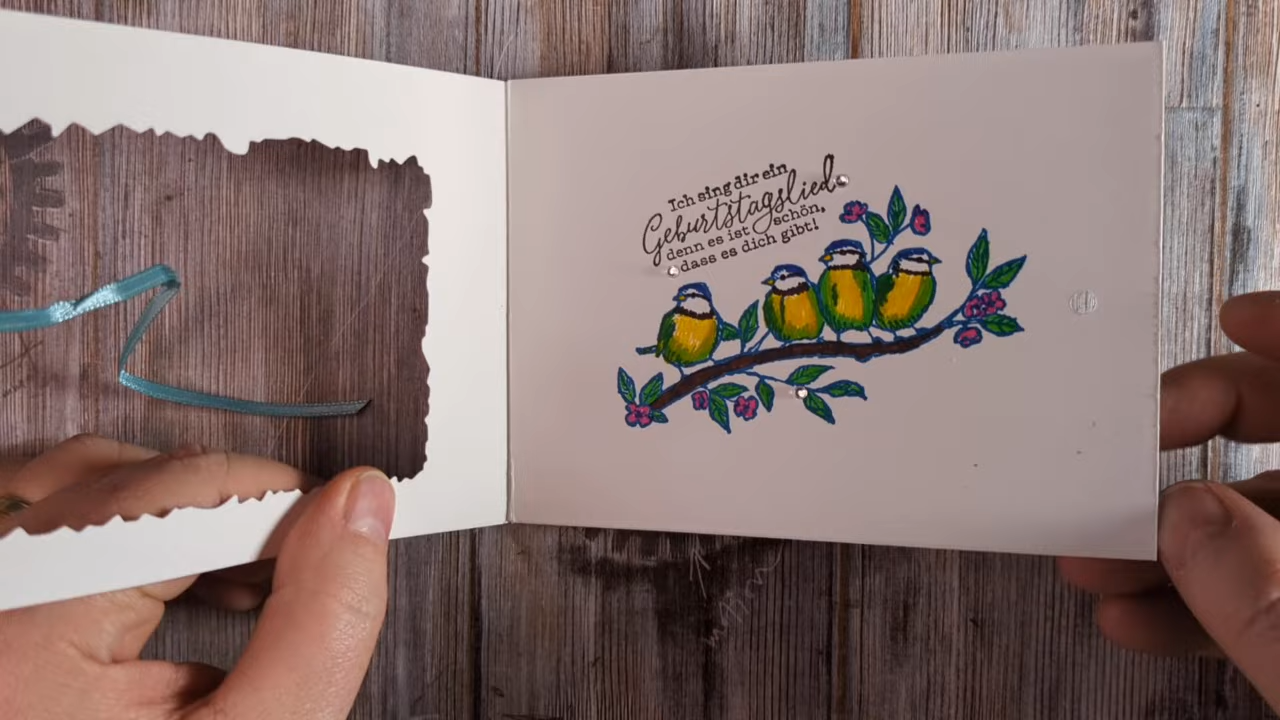 Ich sing dir ein
Geburtstagslied
denn es ist schön,
dass es dich gibt!